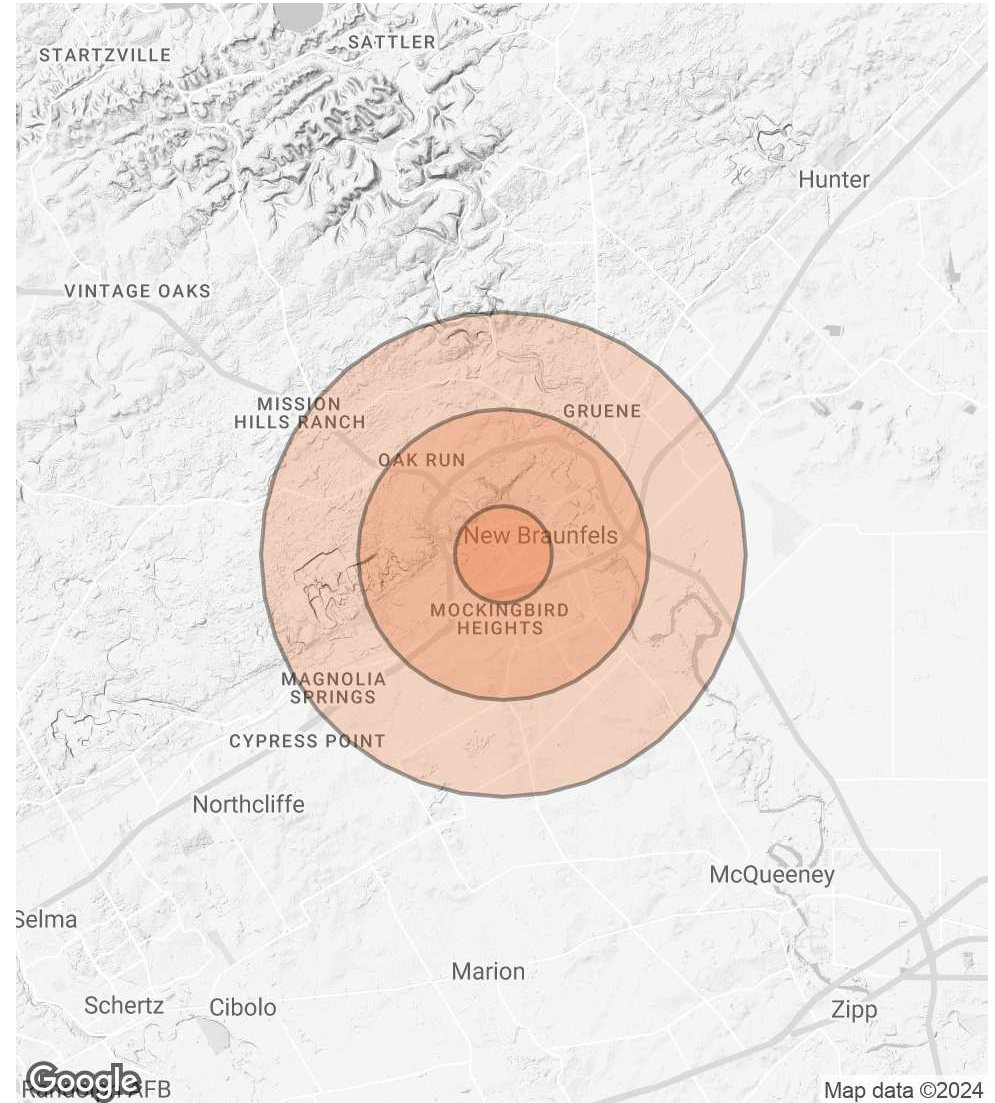 SATTLER
STARTZVILLE
Hunter
VINTAGE OAKS
MISSION
HILLS RANCH
GRUENE
OAK RUN
New Braunfels
MOCKINGBIRD
HEIGHTS
MAGNOLIA
SPRINGS
CYPRESS POINT
Northcliffe
McQueeney
Selma
Marion
Schertz
Cibolo
Zipp
Google
AFB
Map data ©2024